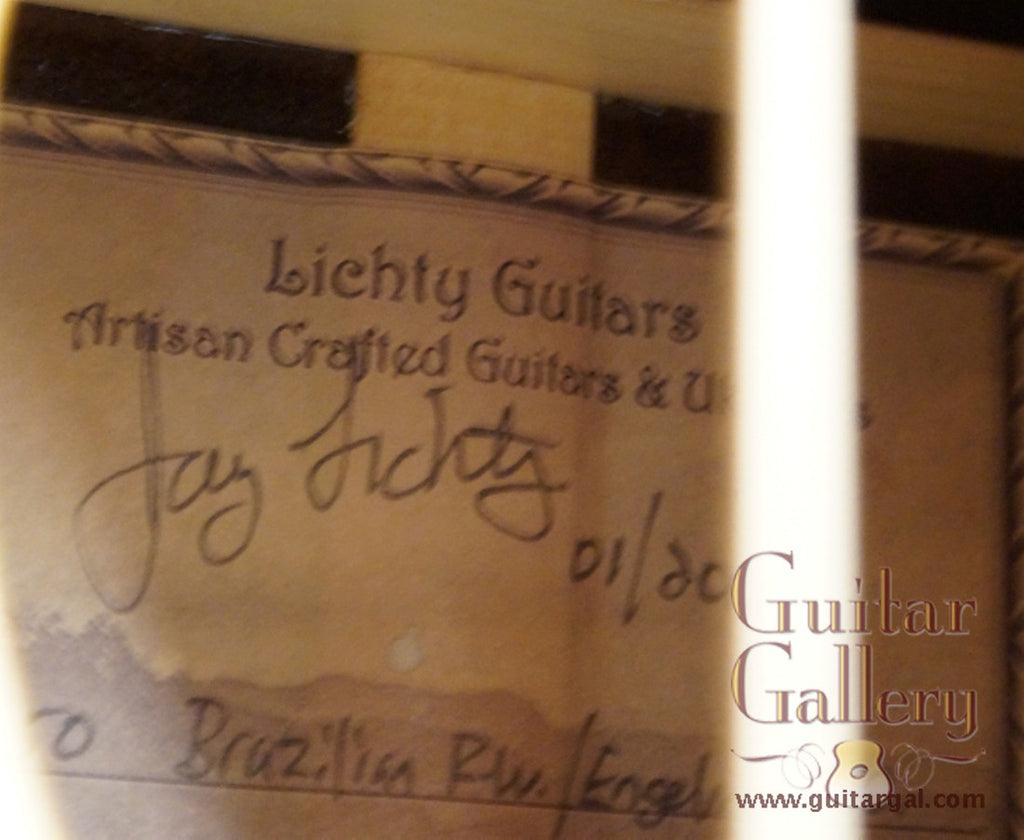 Lichty Guitars
Artisan Crafted Guitars &
Jay Lichty
01/20
Brazilian Rw. / Engel
Guitar
Gallery
www.guitargal.com